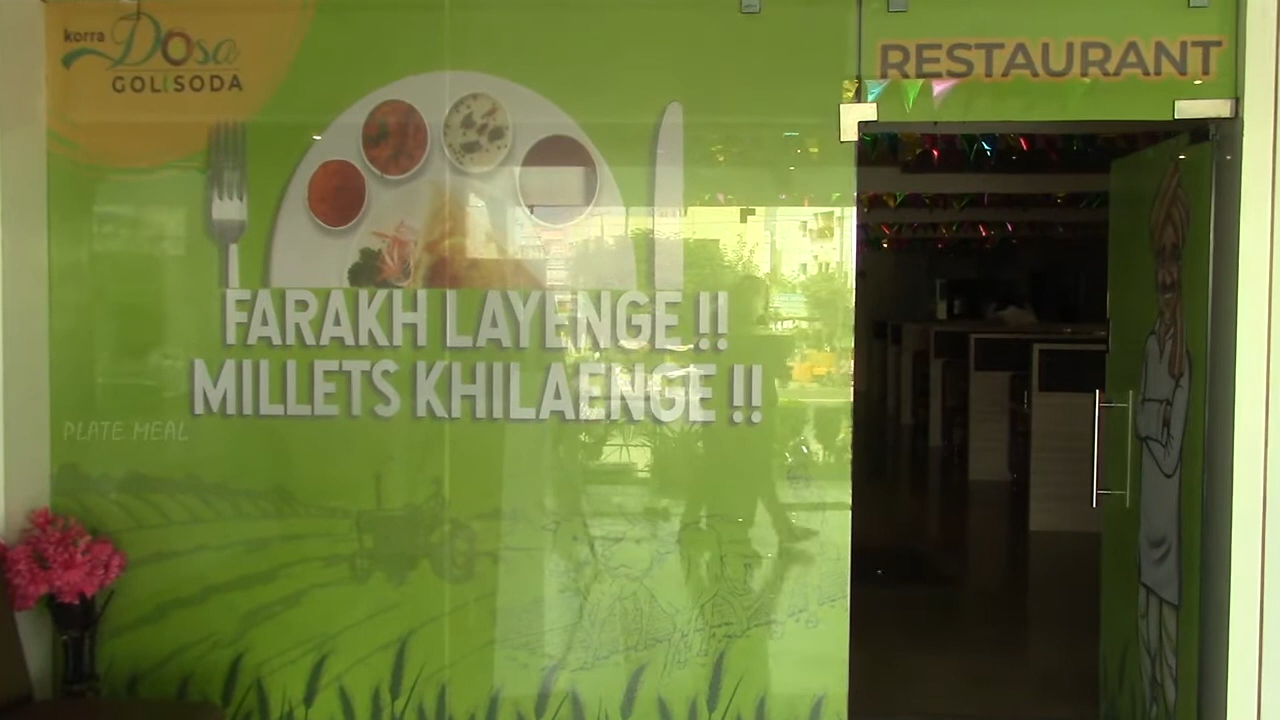 korra
Dosa
GOLISODA
RESTAURANT
FARAKH LAYENGE !!
MILLETS KHILAENGE !!
PLATE MEAL